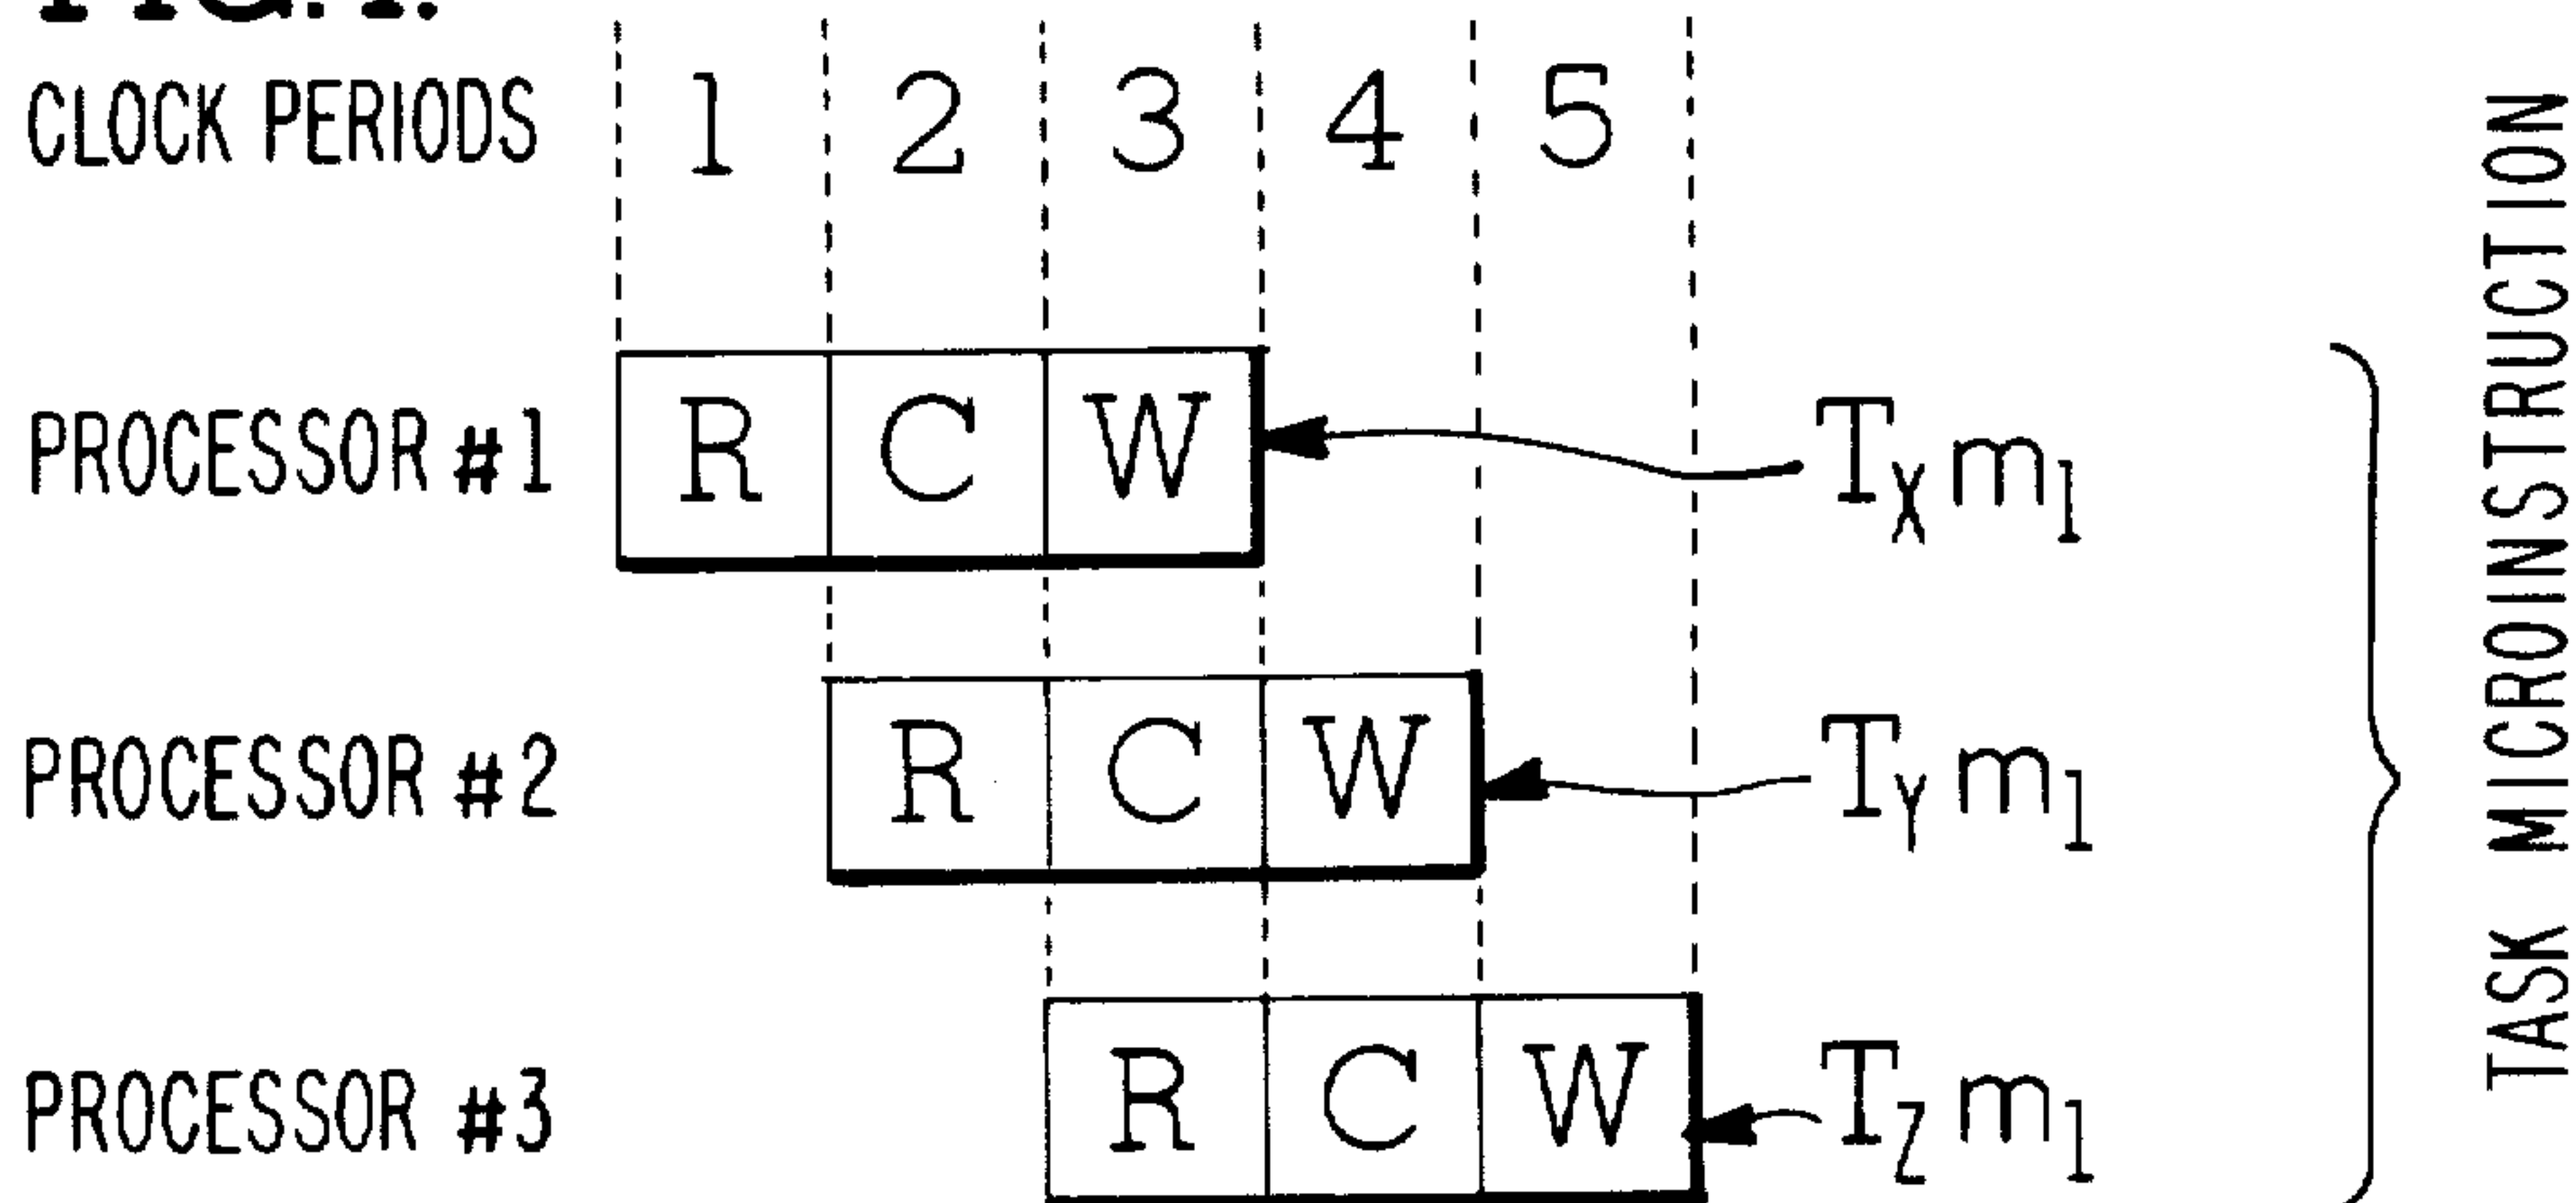 CLOCK PERIODS 1 2 3 4 5
PROCESSOR #1 R C W Txm1
PROCESSOR #2 R C W Tym1
PROCESSOR #3 R C W Tzm1
TASK MICROINSTRUCTION